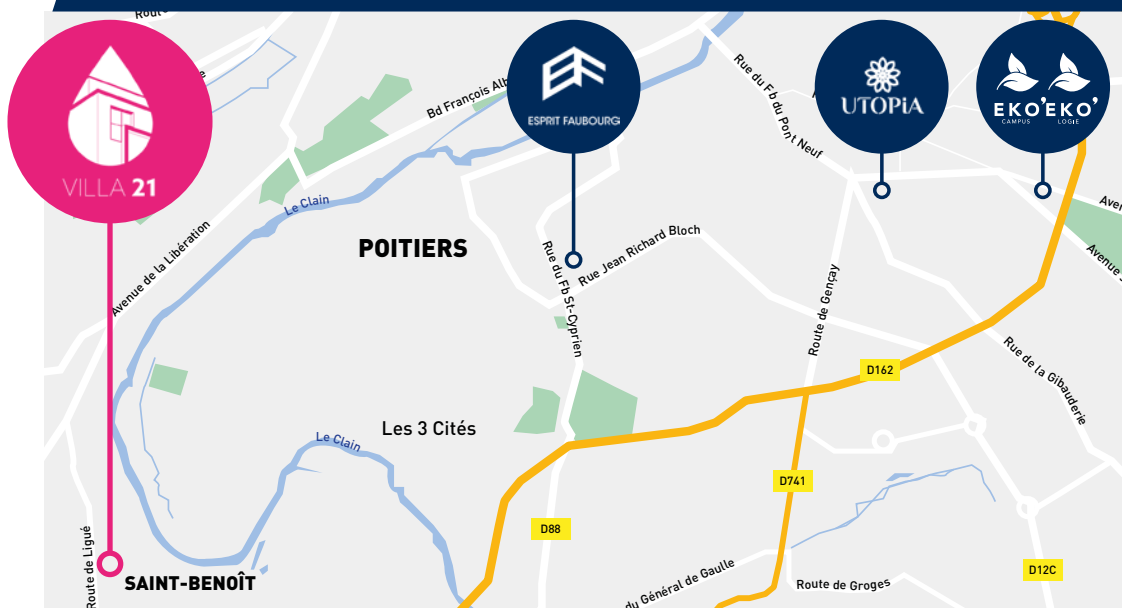 Bd François Alb
Rue du Fb du Pont Neuf
ESPRIT FAUBOURG
UTOPiA
EKO' EKO'
CAMPUS LOGIE
VILLA 21
Le Clain
Avenue de la Libération
POITIERS
Rue du Fb St-Cyprien
Rue Jean Richard Bloch
Route de Gençay
Avenue
Rue de la Gibauderie
D162
Les 3 Cités
Le Clain
D741
D88
D12C
Route de Ligugé
SAINT-BENOÎT
du Général de Gaulle
Route de Groges